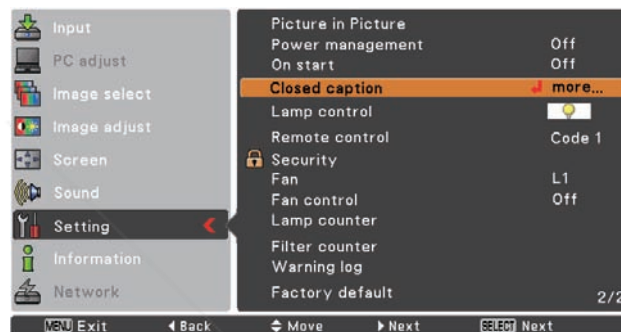 Input
PC adjust
Image select
Image adjust
Screen
Sound
Setting
Information
Network
Picture in Picture
Power management Off
On start Off
Closed caption more...
Lamp control
Remote control Code 1
Security
Fan L1
Fan control Off
Lamp counter
Filter counter
Warning log
Factory default 2/2
MENU Exit Back Move Next SELECT Next